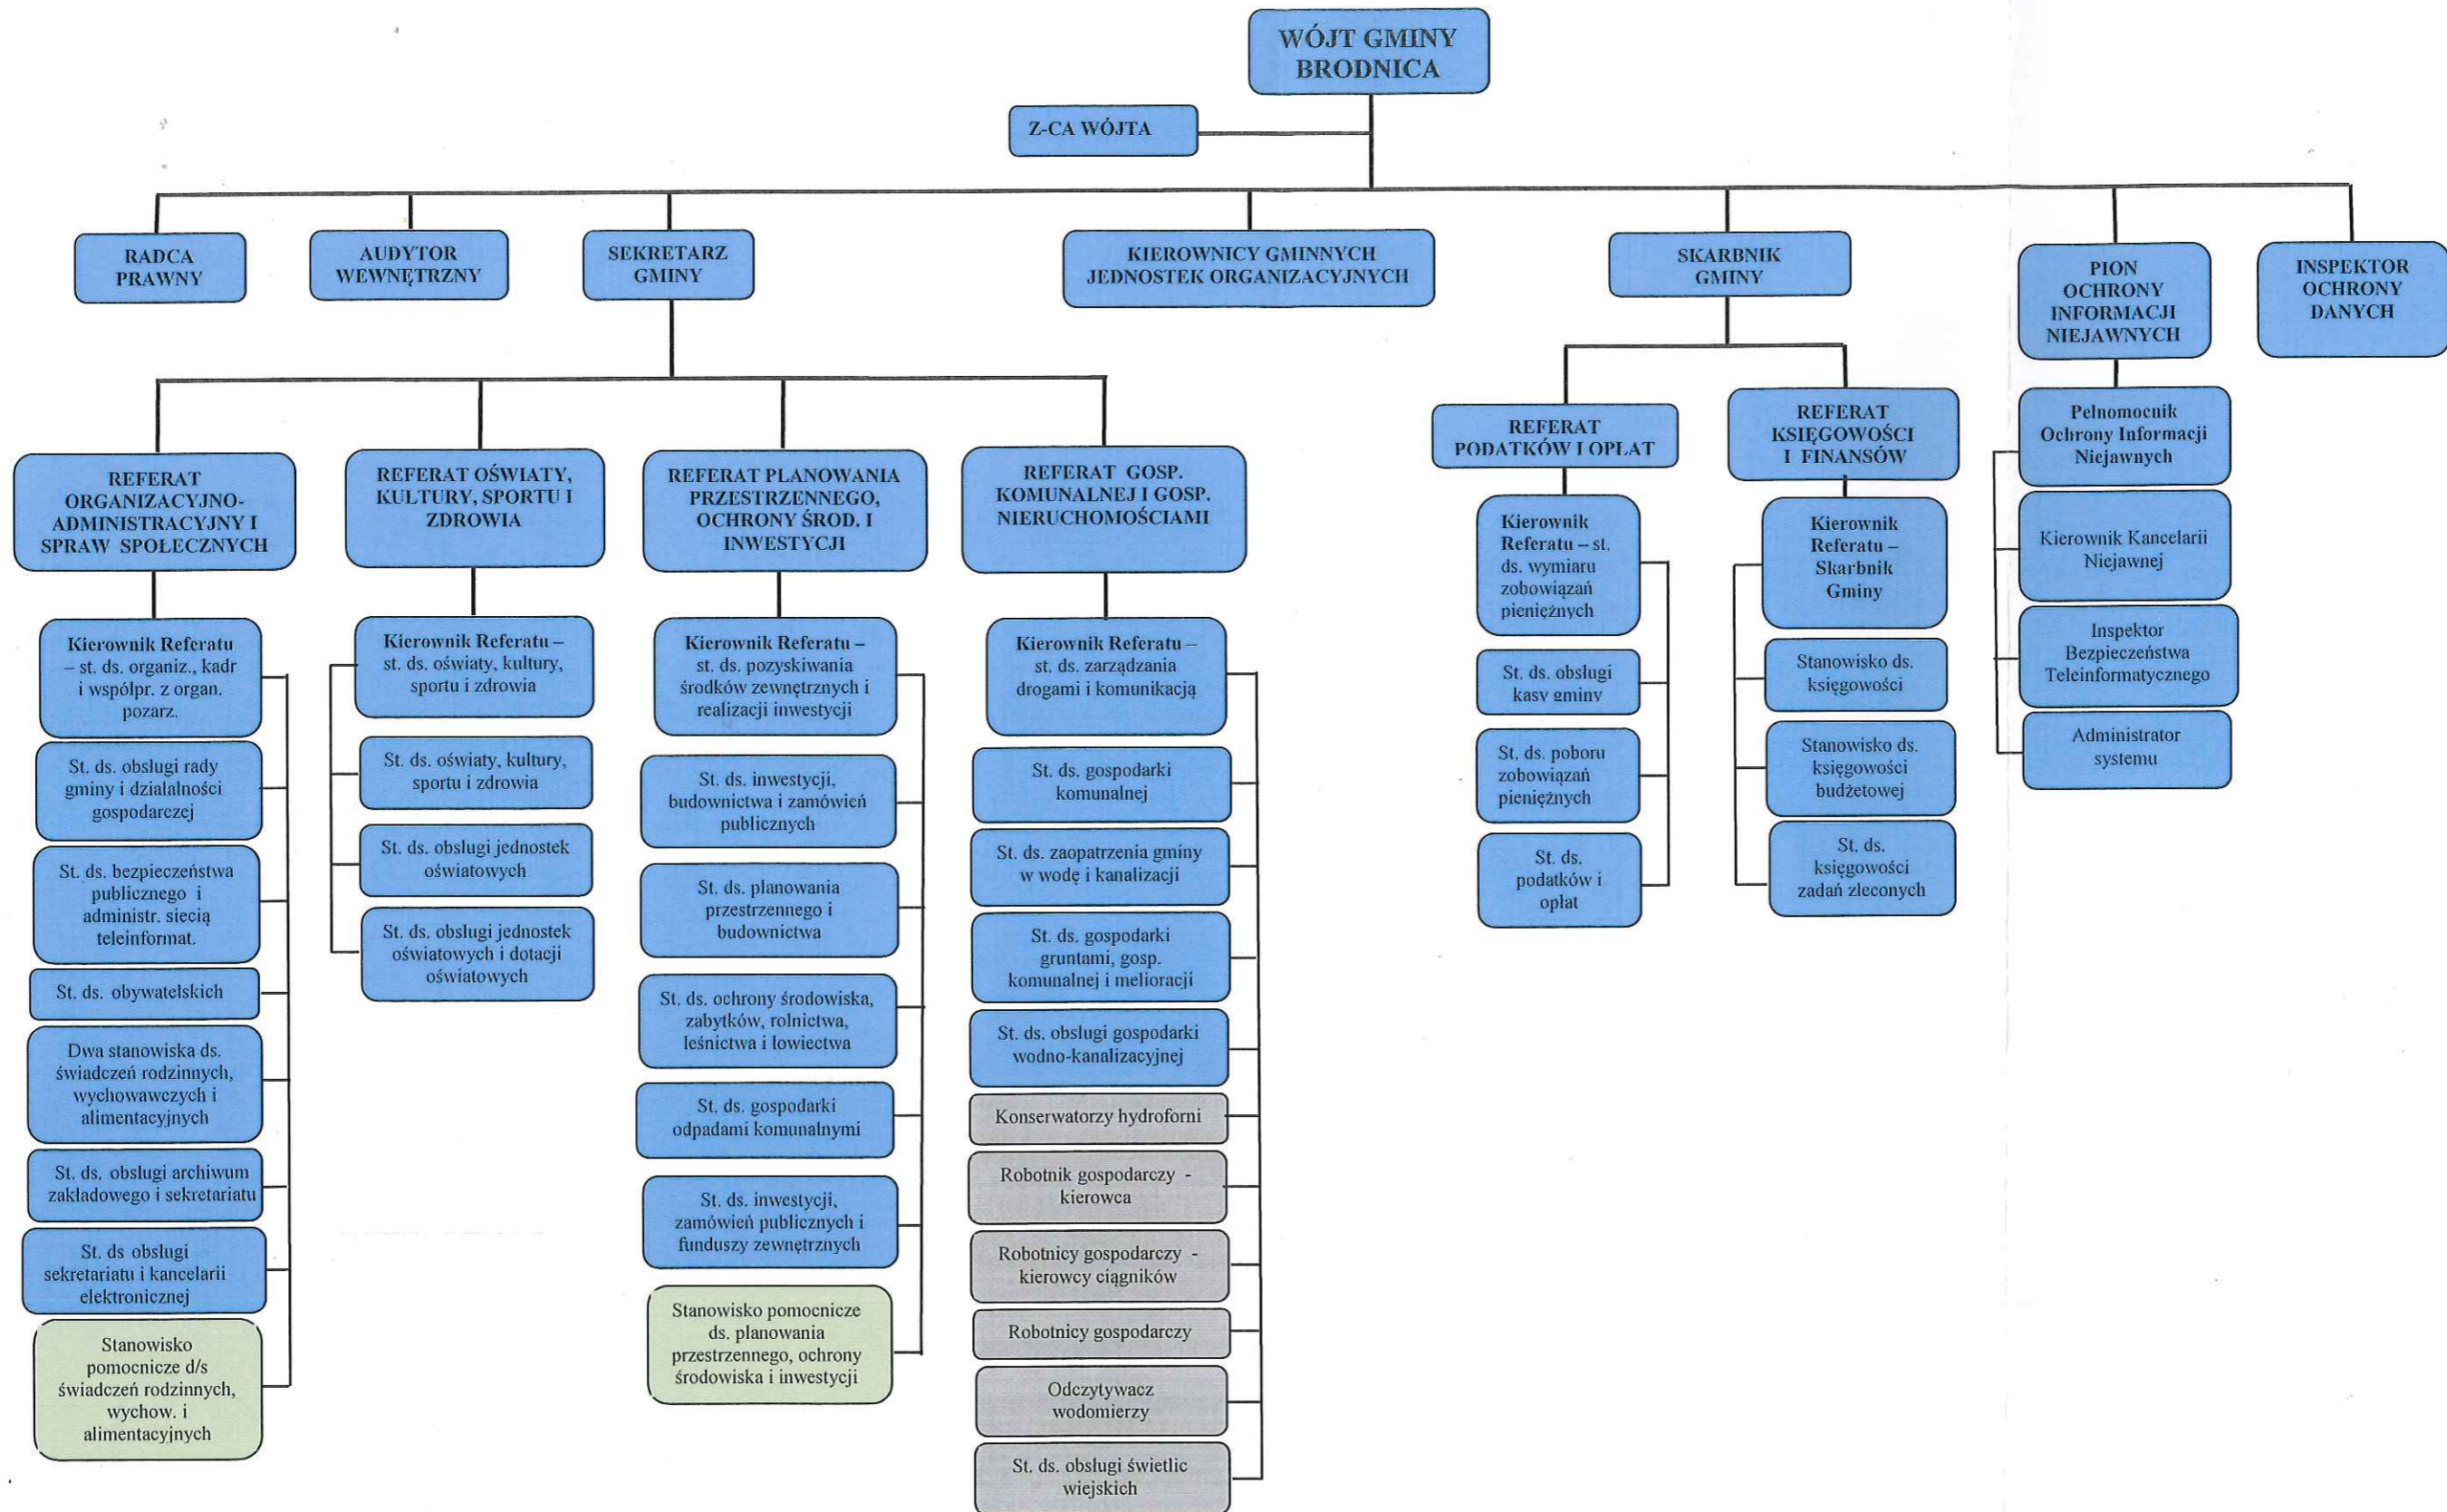 WÓJT GMINY
BRODNICA
Z-CA WÓJTA
RADCA
PRAWNY
AUDYTOR
WEWNĘTRZNY
SEKRETARZ
GMINY
KIEROWNICY GMINNYCH
JEDNOSTEK ORGANIZACYJNYCH
SKARBNIK
GMINY
PION
OCHRONY
INFORMACJI
NIEJAWNYCH
INSPEKTOR
OCHRONY
DANYCH
REFERAT
ORGANIZACYJNO-
ADMINISTRACYJNY I
SPRAW SPOŁECZNYCH
Kierownik Referatu
– st. ds. organiz., kadr
i współpr. z organ.
pozarz.
St. ds. obsługi rady
gminy i działalności
gospodarczej
St. ds. bezpieczeństwa
publicznego i
administr. siecią
teleinformat.
St. ds. obywatelskich
Dwa stanowiska ds.
świadczeń rodzinnych,
wychowawczych i
alimentacyjnych
St. ds. obsługi archiwum
zakładowego i sekretariatu
St. ds obsługi
sekretariatu i kancelarii
elektronicznej
Stanowisko
pomocnicze d/s
świadczeń rodzinnych,
wychow. i
alimentacyjnych
REFERAT OŚWIATY,
KULTURY, SPORTU I
ZDROWIA
Kierownik Referatu –
st. ds. oświaty, kultury,
sportu i zdrowia
St. ds. oświaty, kultury,
sportu i zdrowia
St. ds. obsługi jednostek
oświatowych
St. ds. obsługi jednostek
oświatowych i dotacji
oświatowych
REFERAT PLANOWANIA
PRZESTRZENNEGO,
OCHRONY ŚROD. I
INWESTYCJI
Kierownik Referatu –
st. ds. pozyskiwania
środków zewnętrznych i
realizacji inwestycji
St. ds. inwestycji,
budownictwa i zamówień
publicznych
St. ds. planowania
przestrzennego i
budownictwa
St. ds. ochrony środowiska,
zabytków, rolnictwa,
leśnictwa i łowiectwa
St. ds. gospodarki
odpadami komunalnymi
St. ds. inwestycji,
zamówień publicznych i
funduszy zewnętrznych
Stanowisko pomocnicze
ds. planowania
przestrzennego, ochrony
środowiska i inwestycji
REFERAT GOSP.
KOMUNALNEJ I GOSP.
NIERUCHOMOŚCIAMI
Kierownik Referatu –
st. ds. zarządzania
drogami i komunikacją
St. ds. gospodarki
komunalnej
St. ds. zaopatrzenia gminy
w wodę i kanalizacji
St. ds. gospodarki
gruntami, gosp.
komunalnej i melioracji
St. ds. obsługi gospodarki
wodno-kanalizacyjnej
Konserwatorzy hydroforni
Robotnik gospodarczy -
kierowca
Robotnicy gospodarczy -
kierowcy ciągników
Robotnicy gospodarczy
Odczytywacz
wodomierzy
St. ds. obsługi świetlic
wiejskich
REFERAT
PODATKÓW I OPŁAT
Kierownik
Referatu – st.
ds. wymiaru
zobowiązań
pieniężnych
St. ds. obsługi
kasy gminy
St. ds. poboru
zobowiązań
pieniężnych
St. ds.
podatków i
opłat
REFERAT
KSIĘGOWOŚCI
I FINANSÓW
Kierownik
Referatu –
Skarbnik
Gminy
Stanowisko ds.
księgowości
Stanowisko ds.
księgowości
budżetowej
St. ds.
księgowości
zadań zleconych
Pełnomocnik
Ochrony Informacji
Niejawnych
Kierownik Kancelarii
Niejawnej
Inspektor
Bezpieczeństwa
Teleinformatycznego
Administrator
systemu